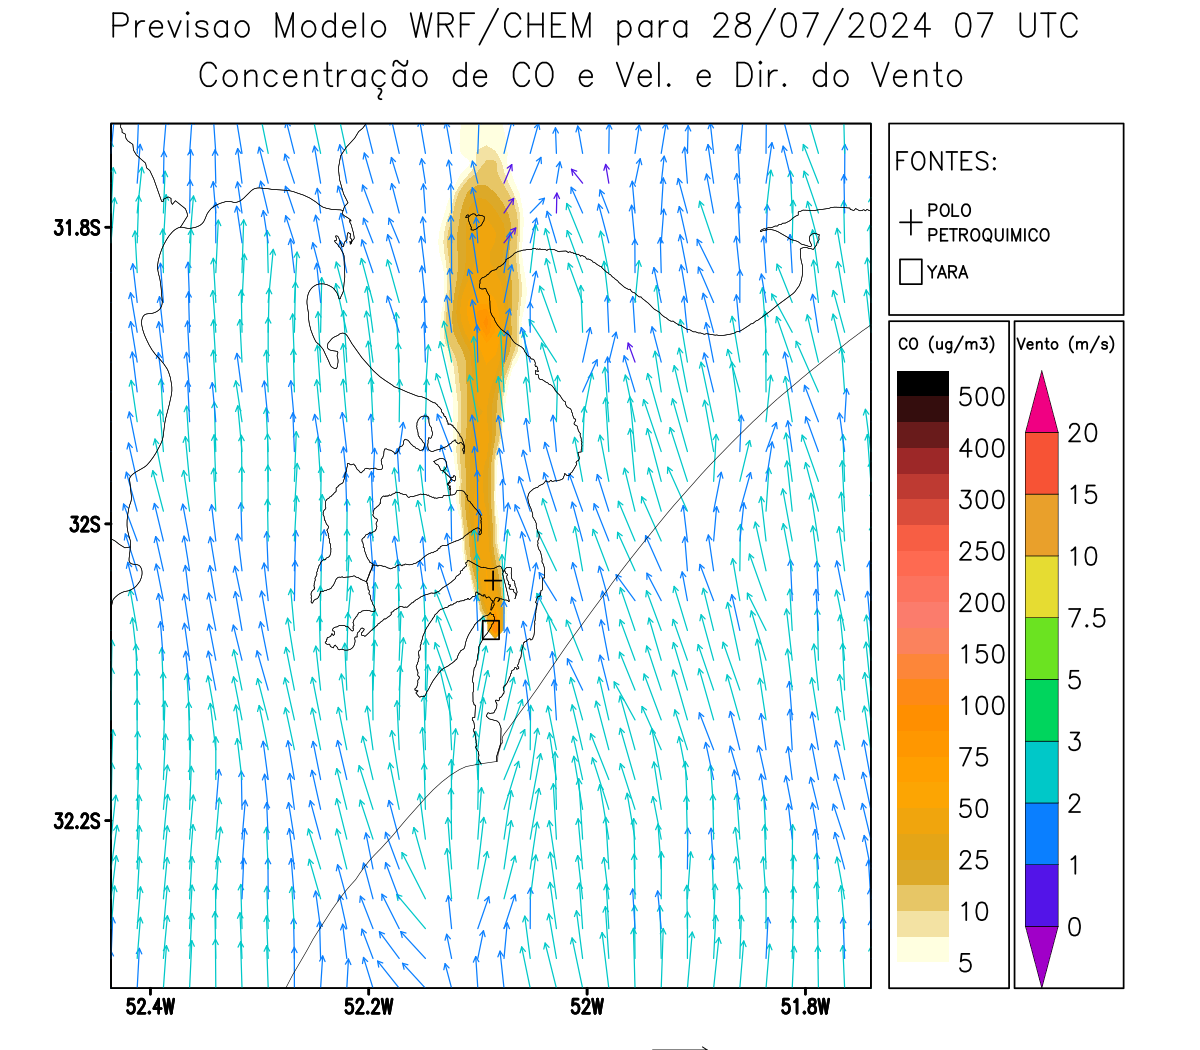 Previsao Modelo WRF/CHEM para 28/07/2024 07 UTC
Concentração de CO e Vel. e Dir. do Vento
FONTES:
POLO
PETROQUIMICO
YARA
CO (ug/m3)
500
400
300
250
200
150
100
75
50
25
10
5
Vento (m/s)
20
15
10
7.5
5
3
2
1
0
31.8S
32S
32.2S
52.4W
52.2W
52W
51.8W